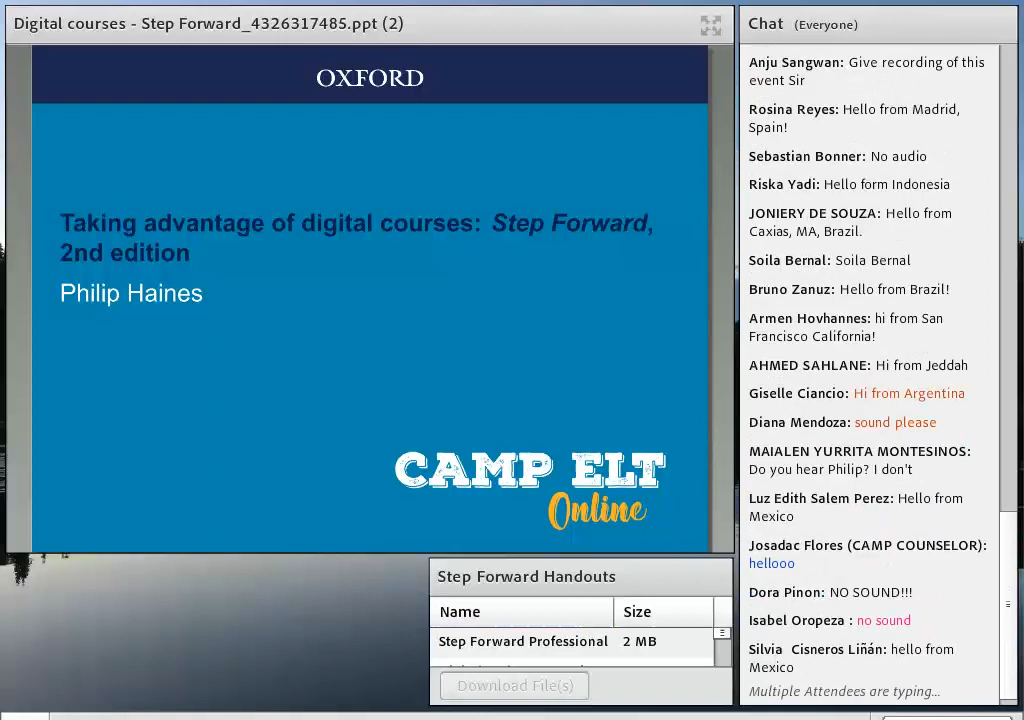 Digital courses - Step Forward_4326317485.ppt (2)
OXFORD
Taking advantage of digital courses: Step Forward,
2nd edition
Philip Haines
CAMP ELT
Online
Step Forward Handouts
Name Size
Step Forward Professional 2 MB
Download File(s)
Chat (Everyone)
Anju Sangwan: Give recording of this
event Sir
Rosina Reyes: Hello from Madrid,
Spain!
Sebastian Bonner: No audio
Riska Yadi: Hello form Indonesia
JONIERY DE SOUZA: Hello from
Caxias, MA, Brazil.
Soila Bernal: Soila Bernal
Bruno Zanuz: Hello from Brazil!
Armen Hovhannes: hi from San
Francisco California!
AHMED SAHLANE: Hi from Jeddah
Giselle Ciancio: Hi from Argentina
Diana Mendoza: sound please
MAIALEN YURRITA MONTESINOS:
Do you hear Philip? I don't
Luz Edith Salem Perez: Hello from
Mexico
Josadac Flores (CAMP COUNSELOR):
hellooo
Dora Pinon: NO SOUND!!!
Isabel Oropeza : no sound
Silvia Cisneros Liñán: hello from
Mexico
Multiple Attendees are typing...